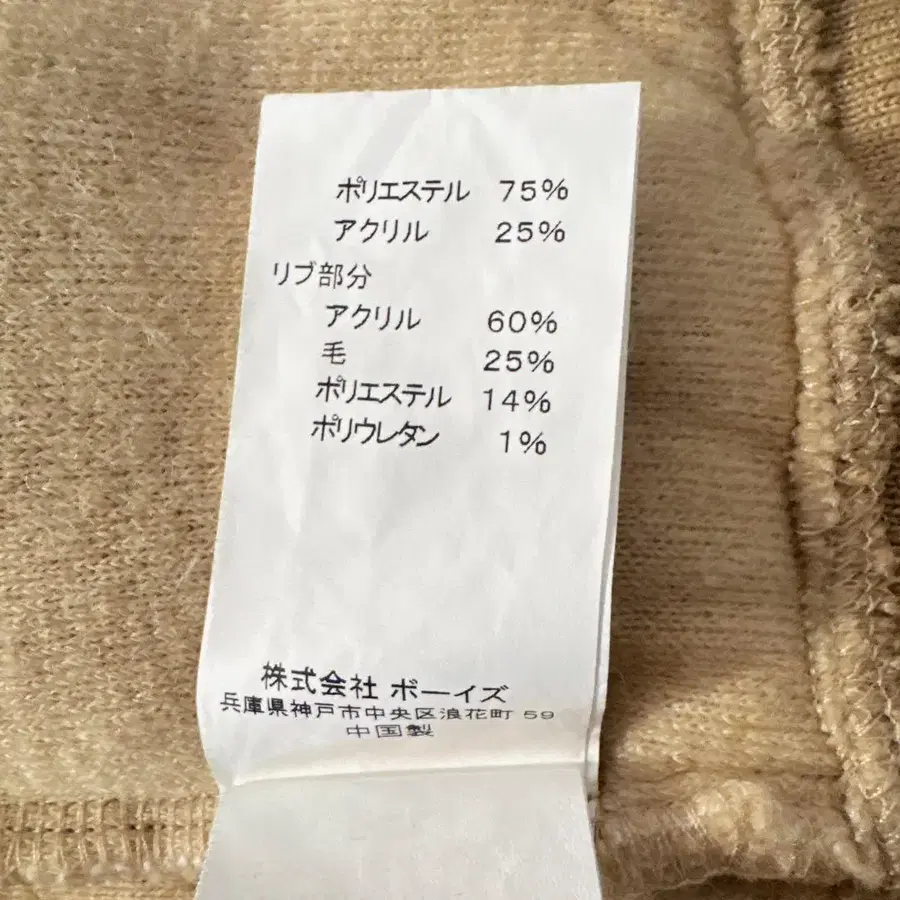 ポリエステル 75%
アクリル 25%
リブ部分
アクリル 60%
毛 25%
ポリエステル 14%
ポリウレタン 1%
株式会社 ボーイズ
兵庫県神戸市中央区浪花町 59
中国製